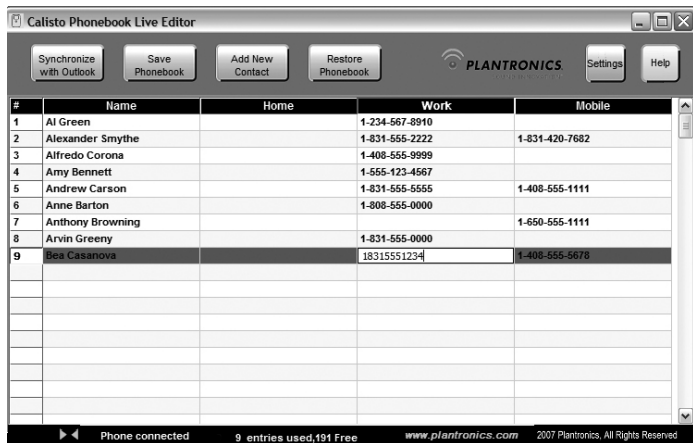 Calisto Phonebook Live Editor
Synchronize with Outlook Save Phonebook Add New Contact Restore Phonebook PLANTRONICS Settings Help
# Name Home Work Mobile
1 Al Green 1-234-567-8910
2 Alexander Smythe 1-831-555-2222 1-831-420-7682
3 Alfredo Corona 1-408-555-9999
4 Amy Bennett 1-555-123-4567
5 Andrew Carson 1-831-555-5555 1-408-555-1111
6 Anne Barton 1-808-555-0000
7 Anthony Browning 1-650-555-1111
8 Arvin Greeny 1-831-555-0000
9 Bea Casanova 18315551234 1-408-555-5678
Phone connected 9 entries used,191 Free www.plantronics.com 2007 Plantronics, All Rights Reserved